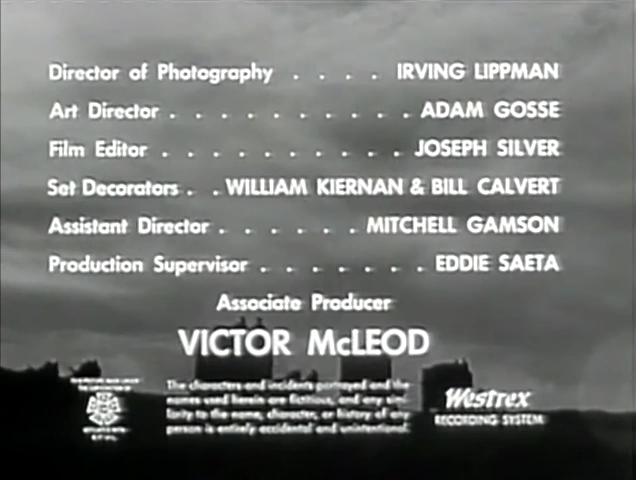 Director of Photography . . . . IRVING LIPPMAN
Art Director . . . . . . . . . . ADAM GOSSE
Film Editor . . . . . . . . . . JOSEPH SILVER
Set Decorators . . WILLIAM KIERNAN & BILL CALVERT
Assistant Director . . . . . . MITCHELL GAMSON
Production Supervisor . . . . . . . EDDIE SAETA
Associate Producer
VICTOR McLEOD
The characters and incidents portrayed and the
names used herein are fictitious, and any simi-
larity to the name, character, or history of any
person is entirely accidental and unintentional.
Westrex
RECORDING SYSTEM